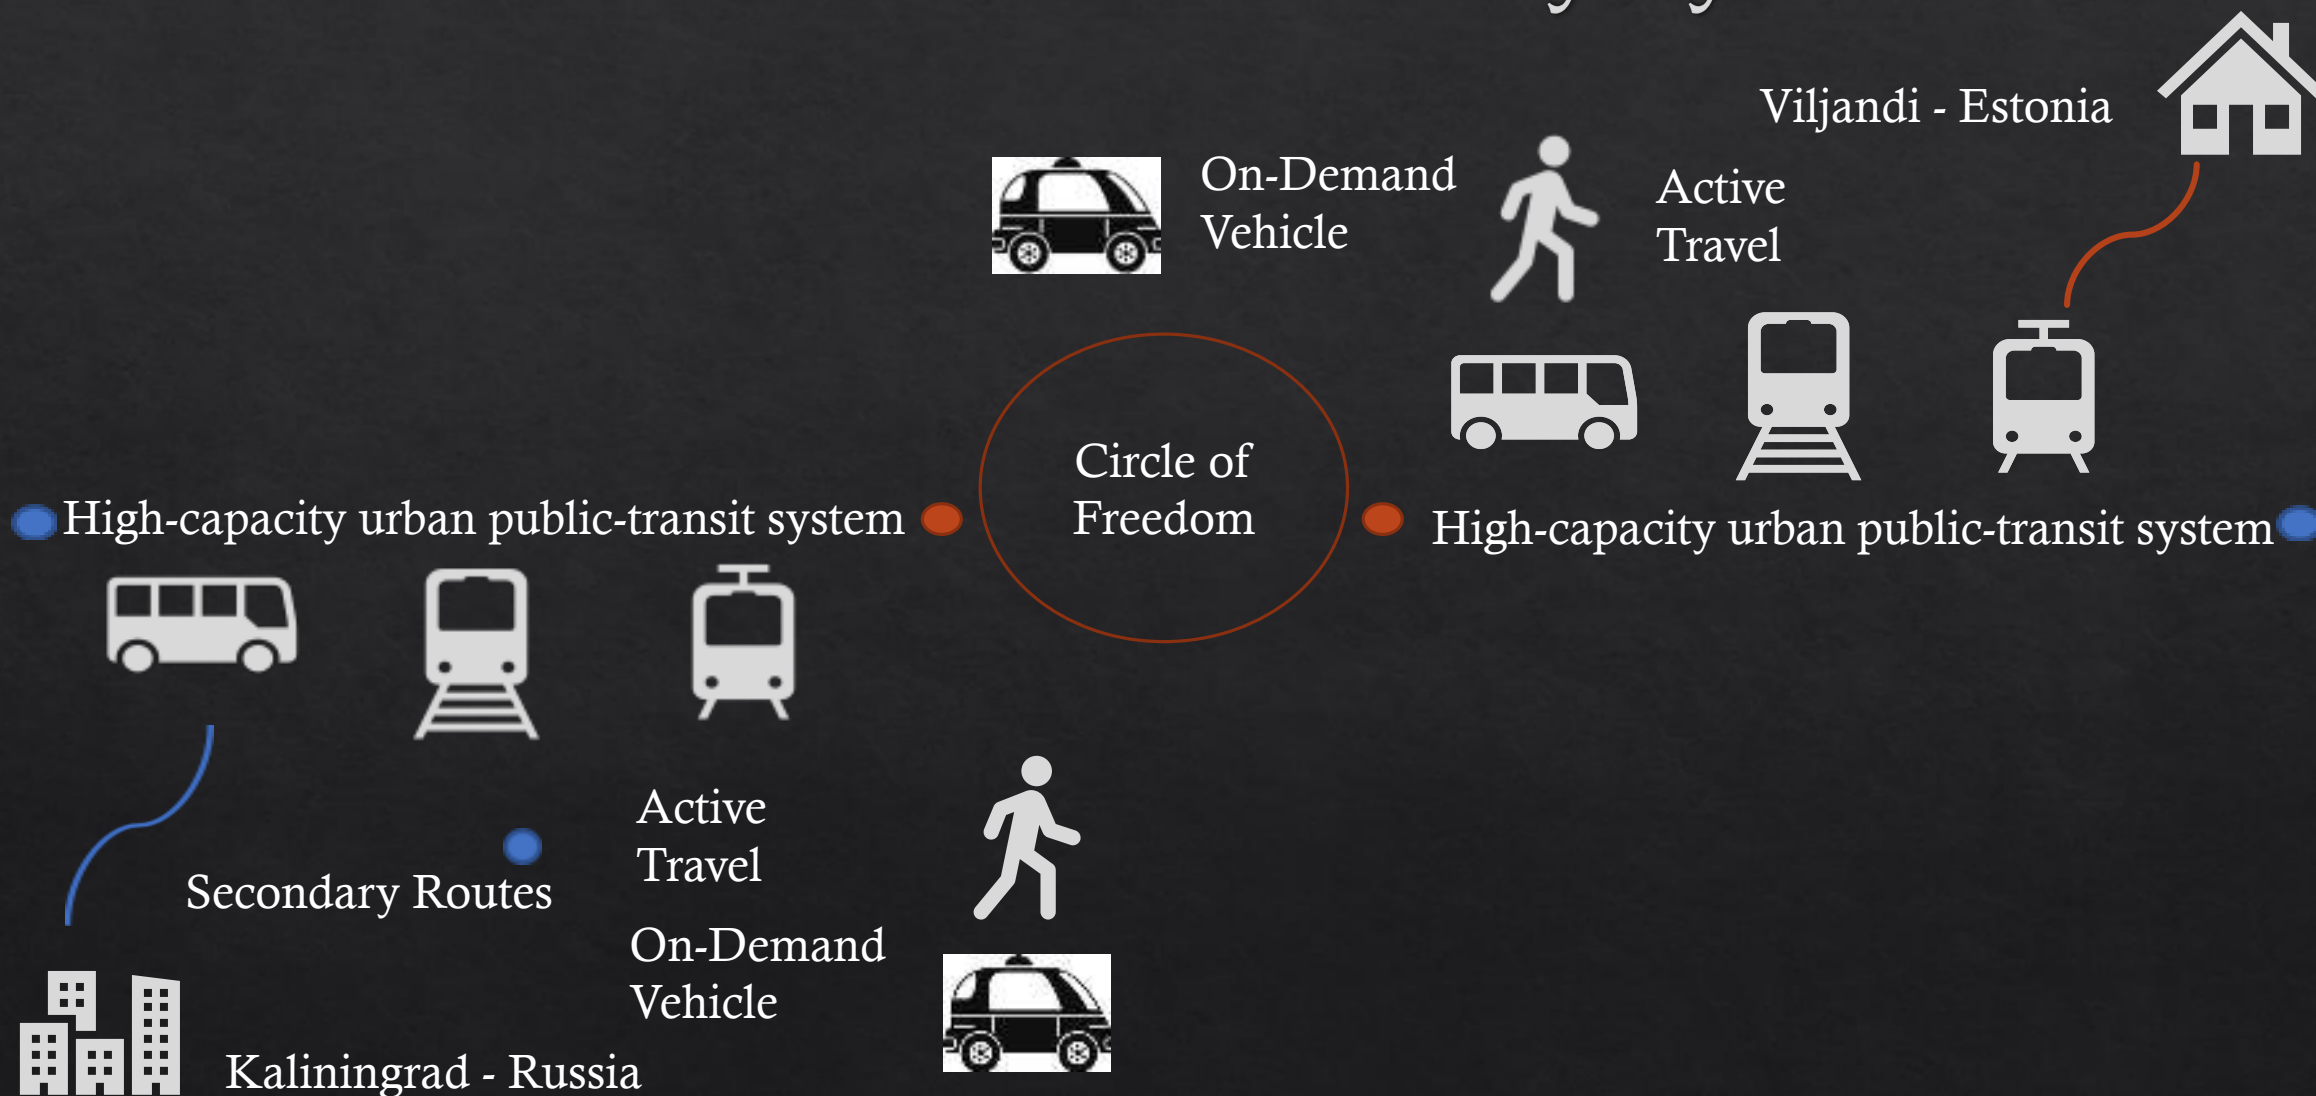 Viljandi - Estonia
On-Demand
Vehicle
Active
Travel
Circle of
Freedom
High-capacity urban public-transit system
High-capacity urban public-transit system
Active
Travel
Secondary Routes
On-Demand
Vehicle
Kaliningrad - Russia